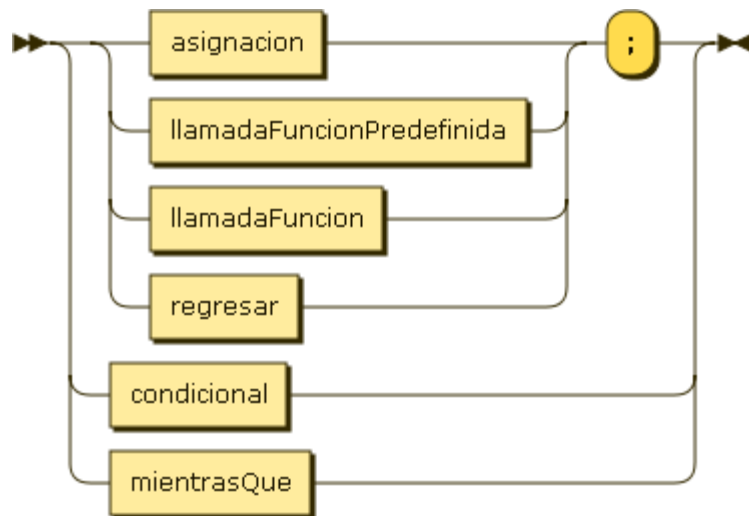 asignacion
;
llamadaFuncionPredefinida
llamadaFuncion
regresar
condicional
mientrasQue